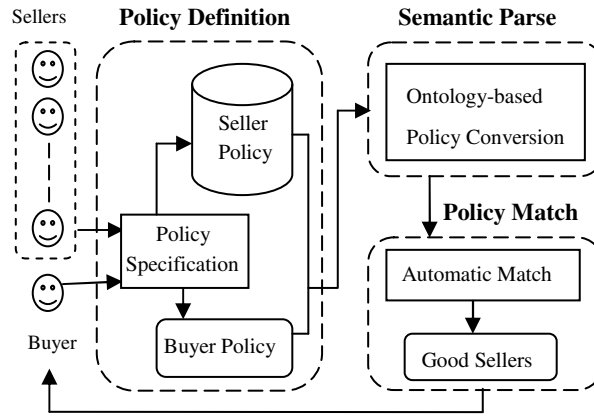 Sellers
Policy Definition
Semantic Parse
Seller
Policy
Ontology-based
Policy Conversion
Policy
Specification
Policy Match
Automatic Match
Buyer
Buyer Policy
Good Sellers